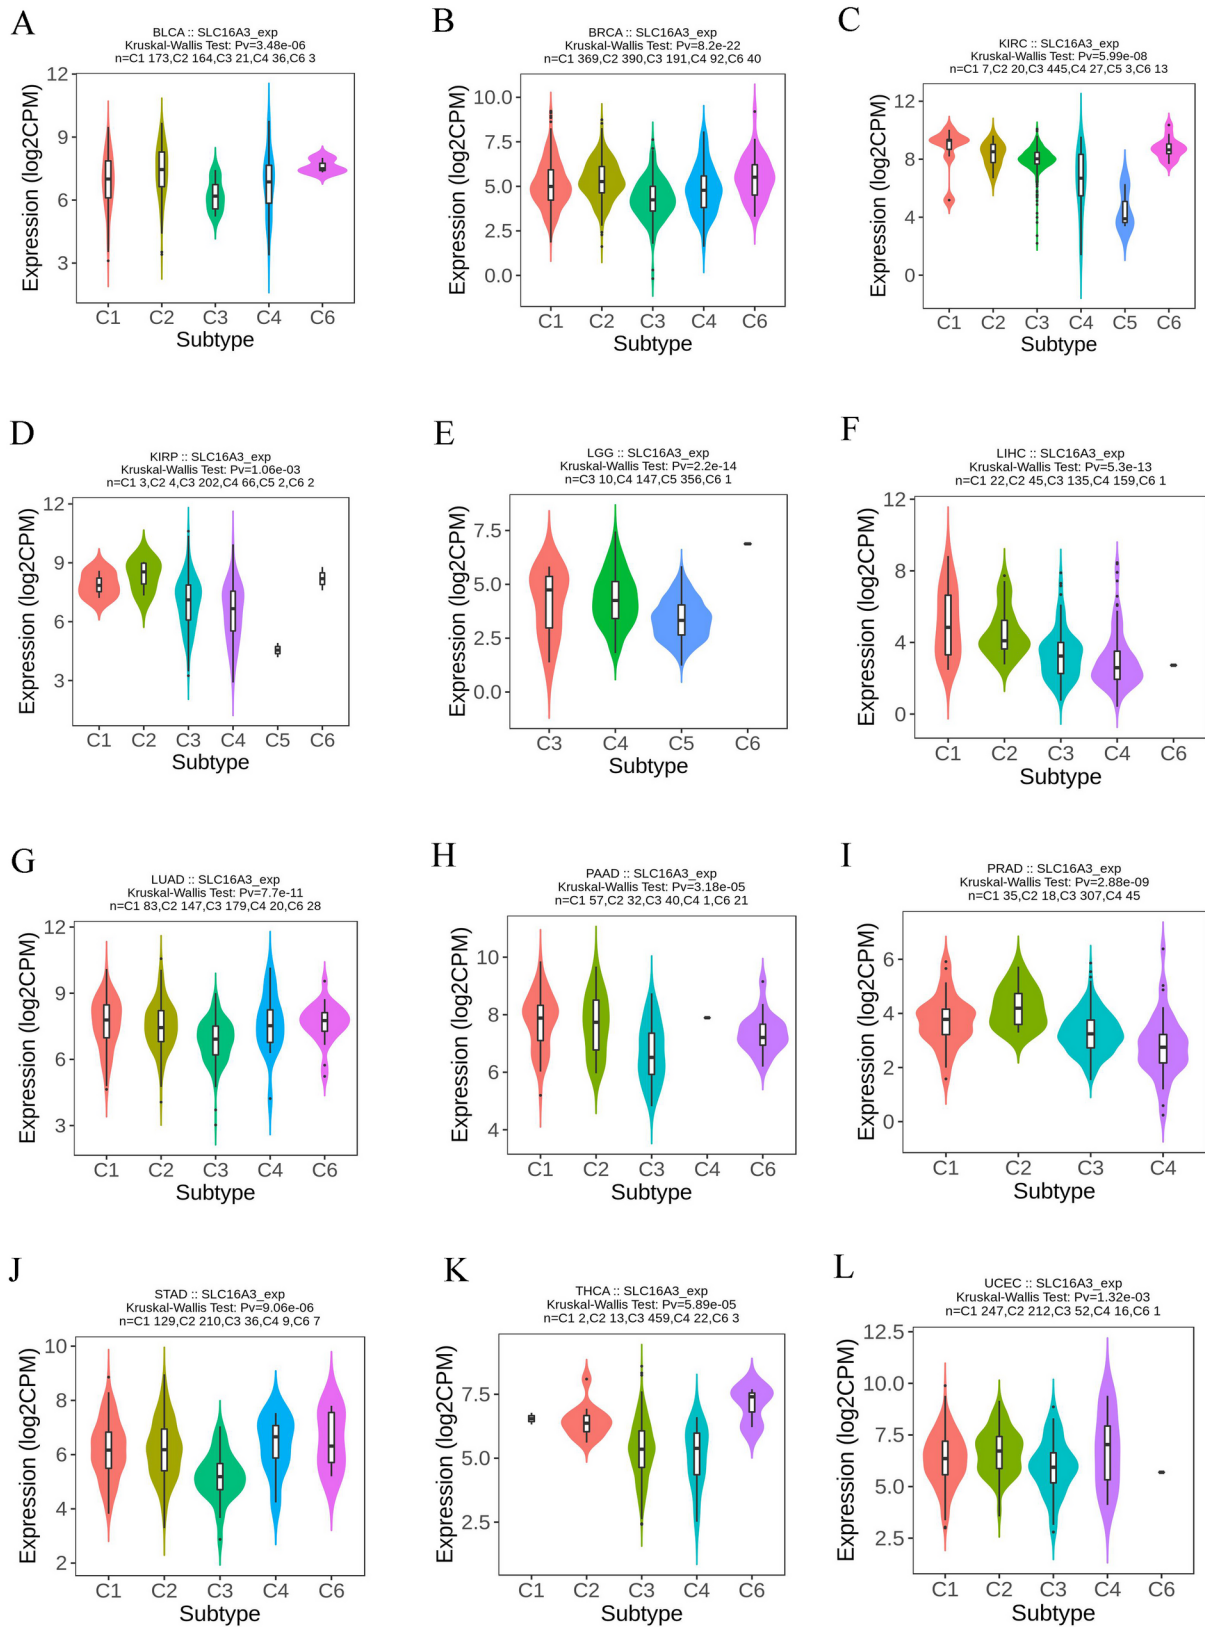 A
BLCA :: SLC16A3_exp
Kruskal-Wallis Test: Pv=3.48e-06
n=C1 173,C2 164,C3 21,C4 36,C6 3
Expression (log2CPM)
12
9
6
3
C1 C2 C3 C4 C6
Subtype
B
BRCA :: SLC16A3_exp
Kruskal-Wallis Test: Pv=8.2e-22
n=C1 369,C2 390,C3 191,C4 92,C6 40
Expression (log2CPM)
10.0
7.5
5.0
2.5
0.0
C1 C2 C3 C4 C6
Subtype
C
KIRC :: SLC16A3_exp
Kruskal-Wallis Test: Pv=5.99e-08
n=C1 7,C2 20,C3 445,C4 27,C5 3,C6 13
Expression (log2CPM)
12
8
4
0
C1 C2 C3 C4 C5 C6
Subtype
D
KIRP :: SLC16A3_exp
Kruskal-Wallis Test: Pv=1.06e-03
n=C1 3,C2 4,C3 202,C4 66,C5 2,C6 2
Expression (log2CPM)
12
9
6
3
C1 C2 C3 C4 C5 C6
Subtype
E
LGG :: SLC16A3_exp
Kruskal-Wallis Test: Pv=2.2e-14
n=C3 10,C4 147,C5 356,C6 1
Expression (log2CPM)
7.5
5.0
2.5
0.0
C3 C4 C5 C6
Subtype
F
LIHC :: SLC16A3_exp
Kruskal-Wallis Test: Pv=5.3e-13
n=C1 22,C2 45,C3 135,C4 159,C6 1
Expression (log2CPM)
12
8
4
0
C1 C2 C3 C4 C6
Subtype
G
LUAD :: SLC16A3_exp
Kruskal-Wallis Test: Pv=7.7e-11
n=C1 83,C2 147,C3 179,C4 20,C6 28
Expression (log2CPM)
12
9
6
3
C1 C2 C3 C4 C6
Subtype
H
PAAD :: SLC16A3_exp
Kruskal-Wallis Test: Pv=3.18e-05
n=C1 57,C2 32,C3 40,C4 1,C6 21
Expression (log2CPM)
10
8
6
4
C1 C2 C3 C4 C6
Subtype
I
PRAD :: SLC16A3_exp
Kruskal-Wallis Test: Pv=2.88e-09
n=C1 35,C2 18,C3 307,C4 45
Expression (log2CPM)
6
4
2
0
C1 C2 C3 C4
Subtype
J
STAD :: SLC16A3_exp
Kruskal-Wallis Test: Pv=9.06e-06
n=C1 129,C2 210,C3 36,C4 9,C6 7
Expression (log2CPM)
10
8
6
4
2
C1 C2 C3 C4 C6
Subtype
K
THCA :: SLC16A3_exp
Kruskal-Wallis Test: Pv=5.89e-05
n=C1 2,C2 13,C3 459,C4 22,C6 3
Expression (log2CPM)
7.5
5.0
2.5
C1 C2 C3 C4 C6
Subtype
L
UCEC :: SLC16A3_exp
Kruskal-Wallis Test: Pv=1.32e-03
n=C1 247,C2 212,C3 52,C4 16,C6 1
Expression (log2CPM)
12.5
10.0
7.5
5.0
2.5
C1 C2 C3 C4 C6
Subtype